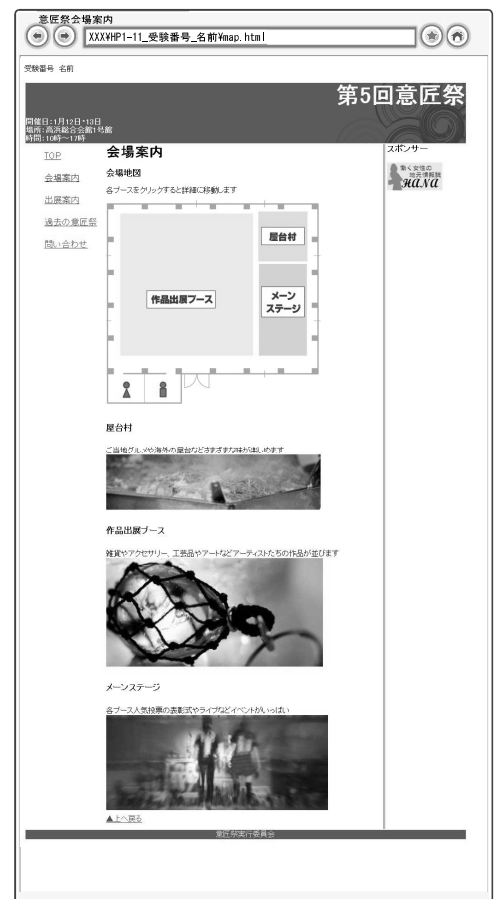 意匠祭会場案内
XXX¥HP1-11_受験番号_名前¥map.html
受験番号 名前
第5回意匠祭
開催日:1月12日・13日
場所:高浜総合会館1号館
時間:10時～17時
TOP
会場案内
出展案内
過去の意匠祭
問い合わせ
会場案内
会場地図
各ブースをクリックすると詳細に移動します
屋台村
作品出展ブース
メーン
ステージ
屋台村
ご当地グルメや海外の屋台などさまざまな味が楽しめます
作品出展ブース
雑貨やアクセサリー、工芸品やアートなどアーティストたちの作品が並びます
メーンステージ
各ブース人気投票の表彰式やライブなどイベントがいっぱい
▲上へ戻る
スポンサー
働く女性の
地元情報誌
HANA
意匠祭実行委員会